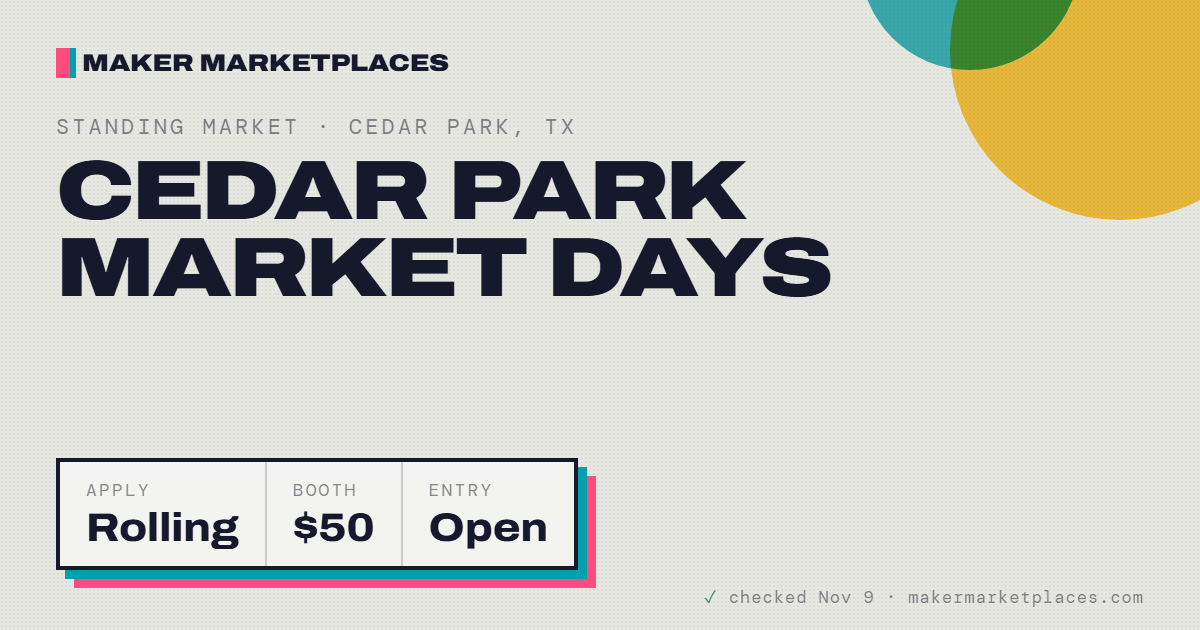 MAKER MARKETPLACES
STANDING MARKET · CEDAR PARK, TX
CEDAR PARK
MARKET DAYS
APPLY BOOTH ENTRY
Rolling $50 Open
✓ checked Nov 9 · makermarketplaces.com